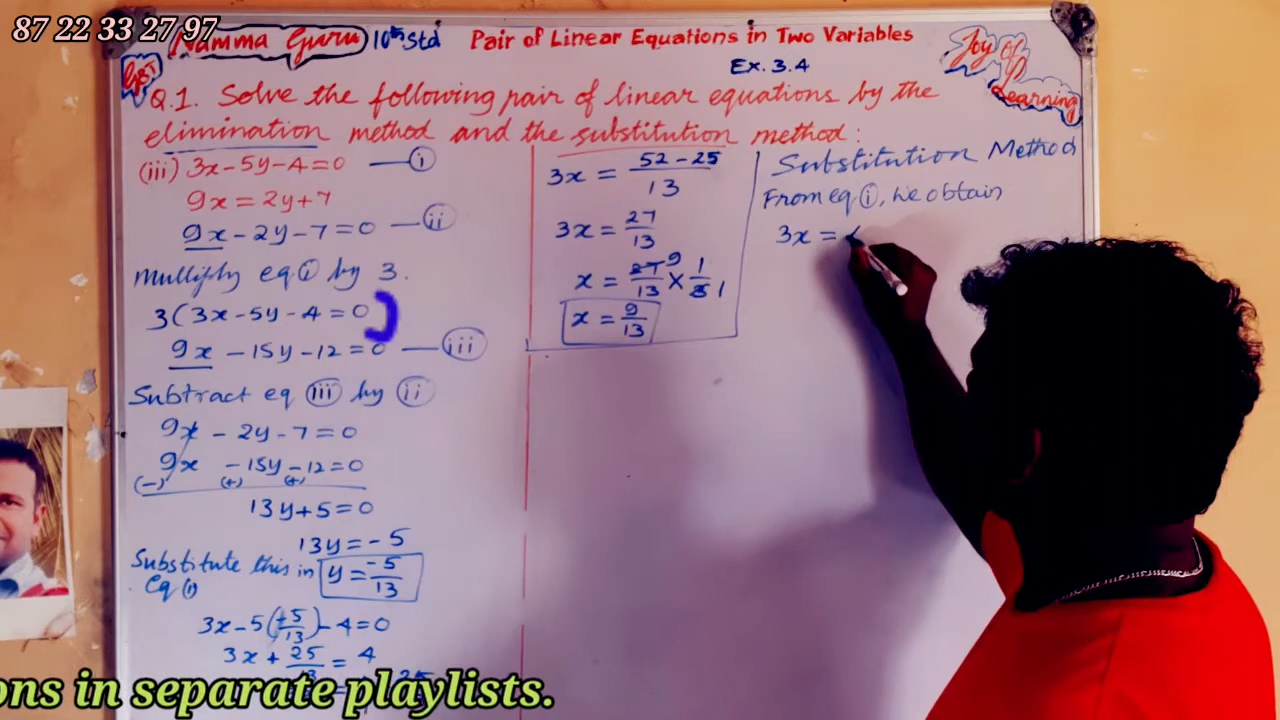 87 22 33 27 97
Namma Guru 10th Std Pair of Linear Equations in Two Variables
Ex. 3.4
Joy of
Learning
Q.1. Solve the following pair of linear equations by the
elimination method and the substitution method:
(iii) 3x - 5y - 4 = 0 — (i)
9x = 2y + 7
9x - 2y - 7 = 0 — (ii)
Multiply eq (i) by 3.
3(3x - 5y - 4 = 0)
9x - 15y - 12 = 0 — (iii)
Subtract eq (iii) by (ii)
9x - 2y - 7 = 0
9x - 15y - 12 = 0
(-) (+) (+)
13y + 5 = 0
13y = -5
Substitute this in y = -5/13
Eq (i)
3x - 5(-5/13) - 4 = 0
3x + 25/13 = 4
3x = 52 - 25/13
3x = 27/13
x = 27/13 9 × 1/3 1
x = 9/13
Substitution Method
From eq (i), we obtain
3x =
ons in separate playlists.